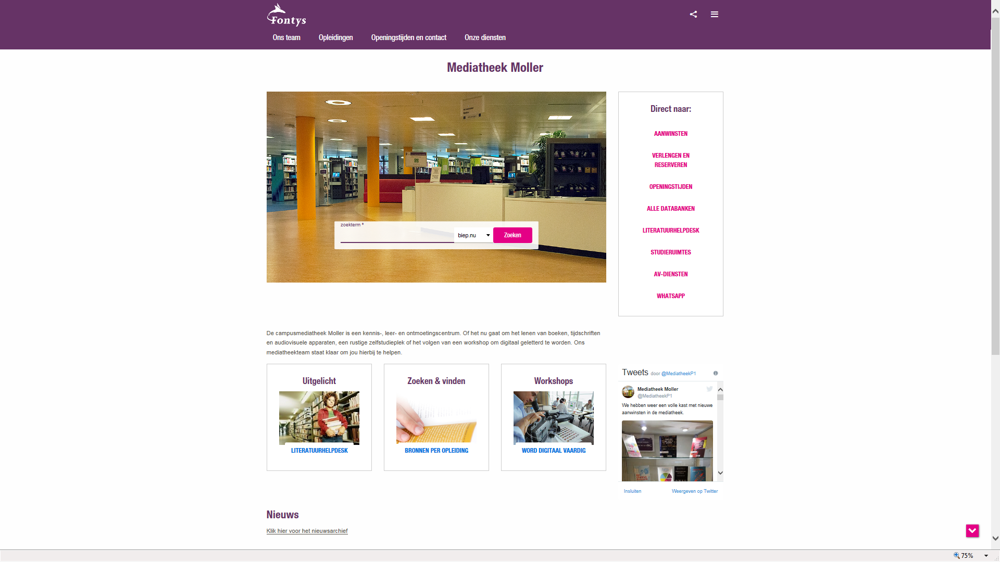 Fontys
Ons team
Opleidingen
Openingstijden en contact
Onze diensten
Mediatheek Moller
zoekterm *
biep.nu
Zoeken
Direct naar:
AANWINSTEN
VERLENGEN EN
RESERVEREN
OPENINGSTIJDEN
ALLE DATABANKEN
LITERATUURHELPDESK
STUDIERUIMTES
AV-DIENSTEN
WHATSAPP
De campusmediatheek Moller is een kennis-, leer- en ontmoetingscentrum. Of het nu gaat om het lenen van boeken, tijdschriften
en audiovisuele apparaten, een rustige zelfstudieplek of het volgen van een workshop om digitaal geletterd te worden. Ons
mediatheekteam staat klaar om jou hierbij te helpen.
Uitgelicht
LITERATUURHELPDESK
Zoeken & vinden
BRONNEN PER OPLEIDING
Workshops
WORD DIGITAAL VAARDIG
Tweets door @MediatheekP1
Mediatheek Moller
@MediatheekP1
We hebben weer een volle kast met nieuwe
aanwinsten in de mediatheek.
Insluiten
Weergeven op Twitter
Nieuws
Klik hier voor het nieuwsarchief
75%